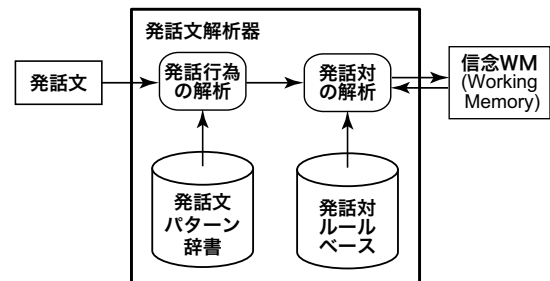 発話文解析器
発話文
発話行為
の解析
発話対
の解析
信念WM
(Working
Memory)
発話文
パターン
辞書
発話対
ルール
ベース